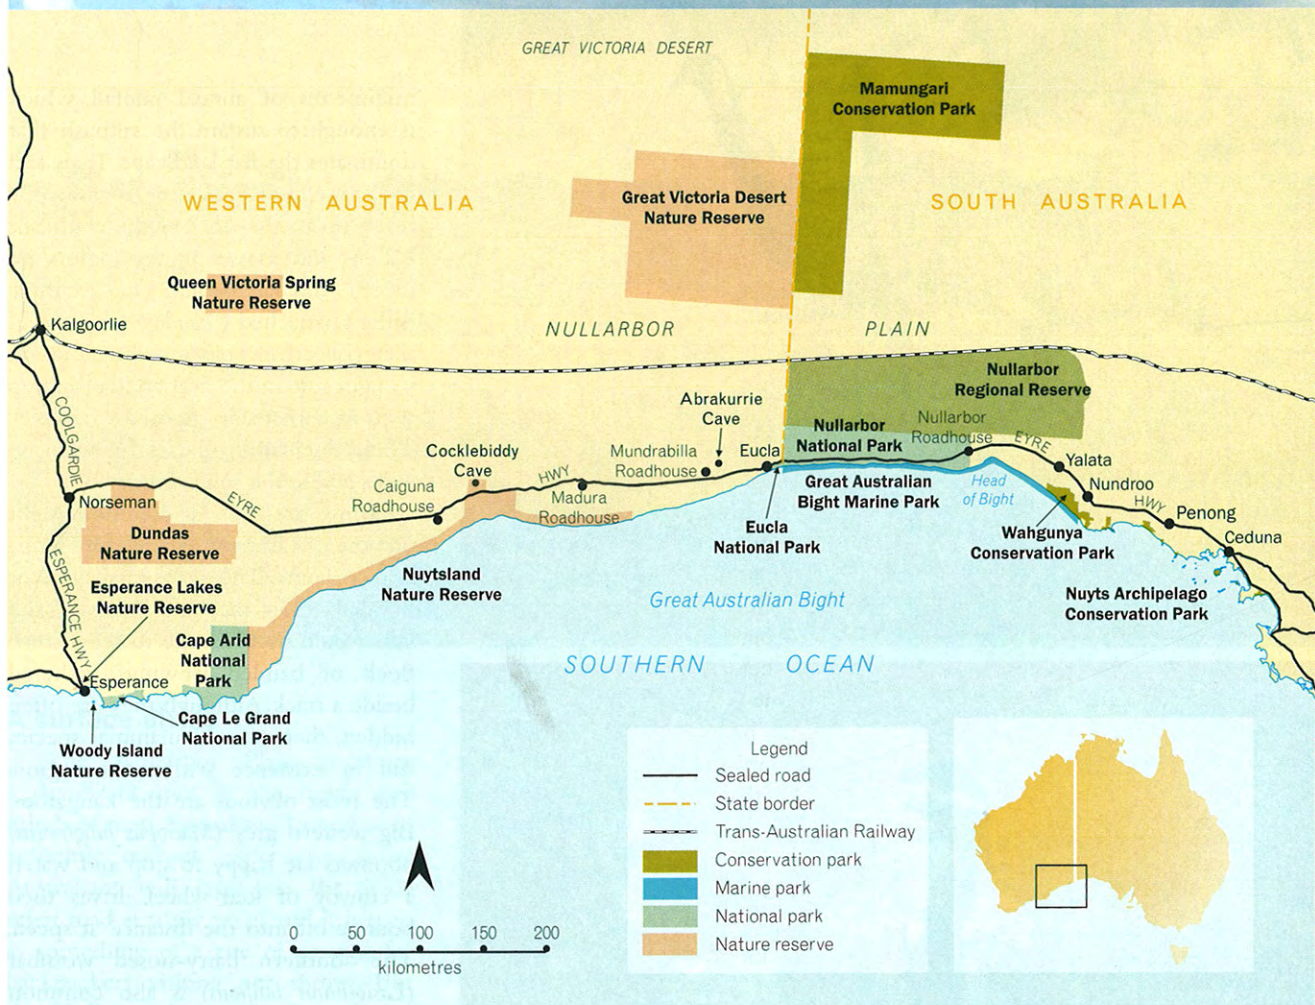 GREAT VICTORIA DESERT
Mamungari
Conservation Park
WESTERN AUSTRALIA
Great Victoria Desert
Nature Reserve
SOUTH AUSTRALIA
Queen Victoria Spring
Nature Reserve
Kalgoorlie
NULLARBOR
PLAIN
Nullarbor
Regional Reserve
COOLGARDIE
Abrakurrie
Cave
Nullarbor
National Park
Nullarbor
Roadhouse
EYRE
Cocklebiddy
Cave
Mundrabilla
Roadhouse
Eucla
Yalata
HWY
Caiguna
Roadhouse
Madura
Roadhouse
Great Australian
Bight Marine Park
Head
of Bight
Nundroo
HWY
Norseman
EYRE
Penong
Dundas
Nature Reserve
Eucla
National Park
Wahgunya
Conservation Park
Ceduna
ESPERANCE HWY
Esperance Lakes
Nature Reserve
Nuytsland
Nature Reserve
Great Australian Bight
Nuyts Archipelago
Conservation Park
Cape Arid
National
Park
SOUTHERN OCEAN
Esperance
Cape Le Grand
National Park
Woody Island
Nature Reserve
Legend
Sealed road
State border
Trans-Australian Railway
Conservation park
Marine park
National park
Nature reserve
0 50 100 150 200
kilometres